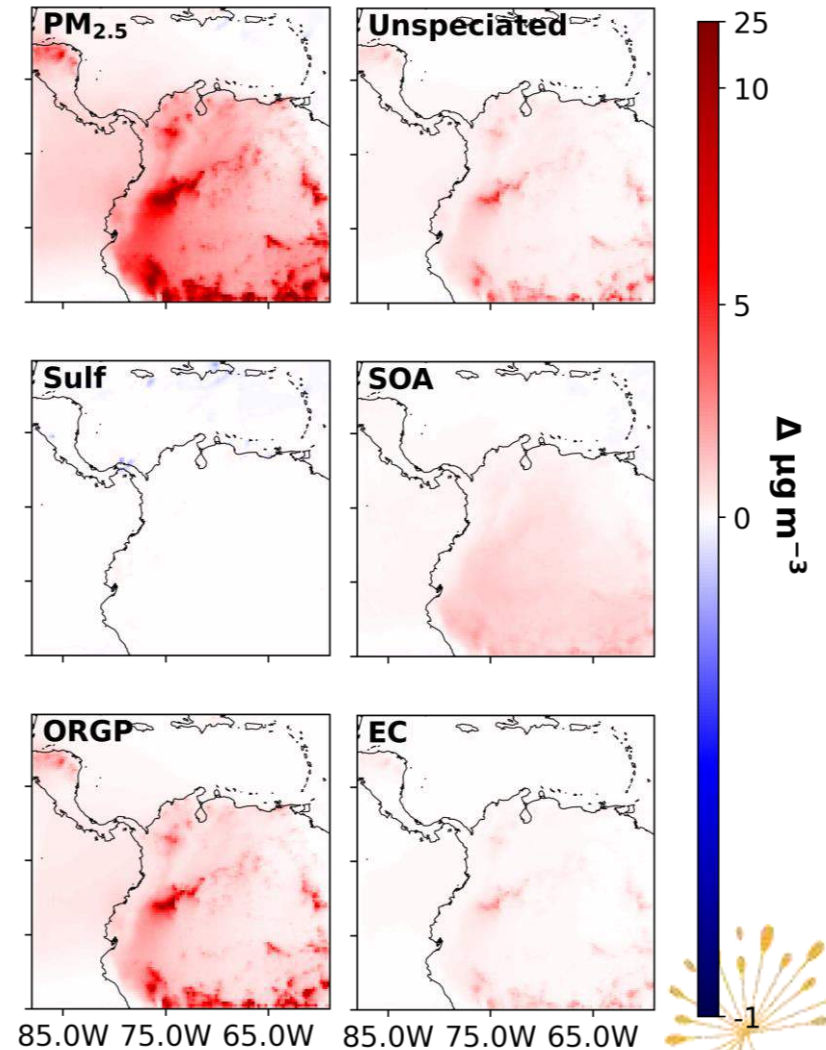 PM₂.₅
Unspeciated
25
10
5
0
-1
Δ μg m⁻³
Sulf
SOA
ORGP
EC
85.0W 75.0W 65.0W
85.0W 75.0W 65.0W